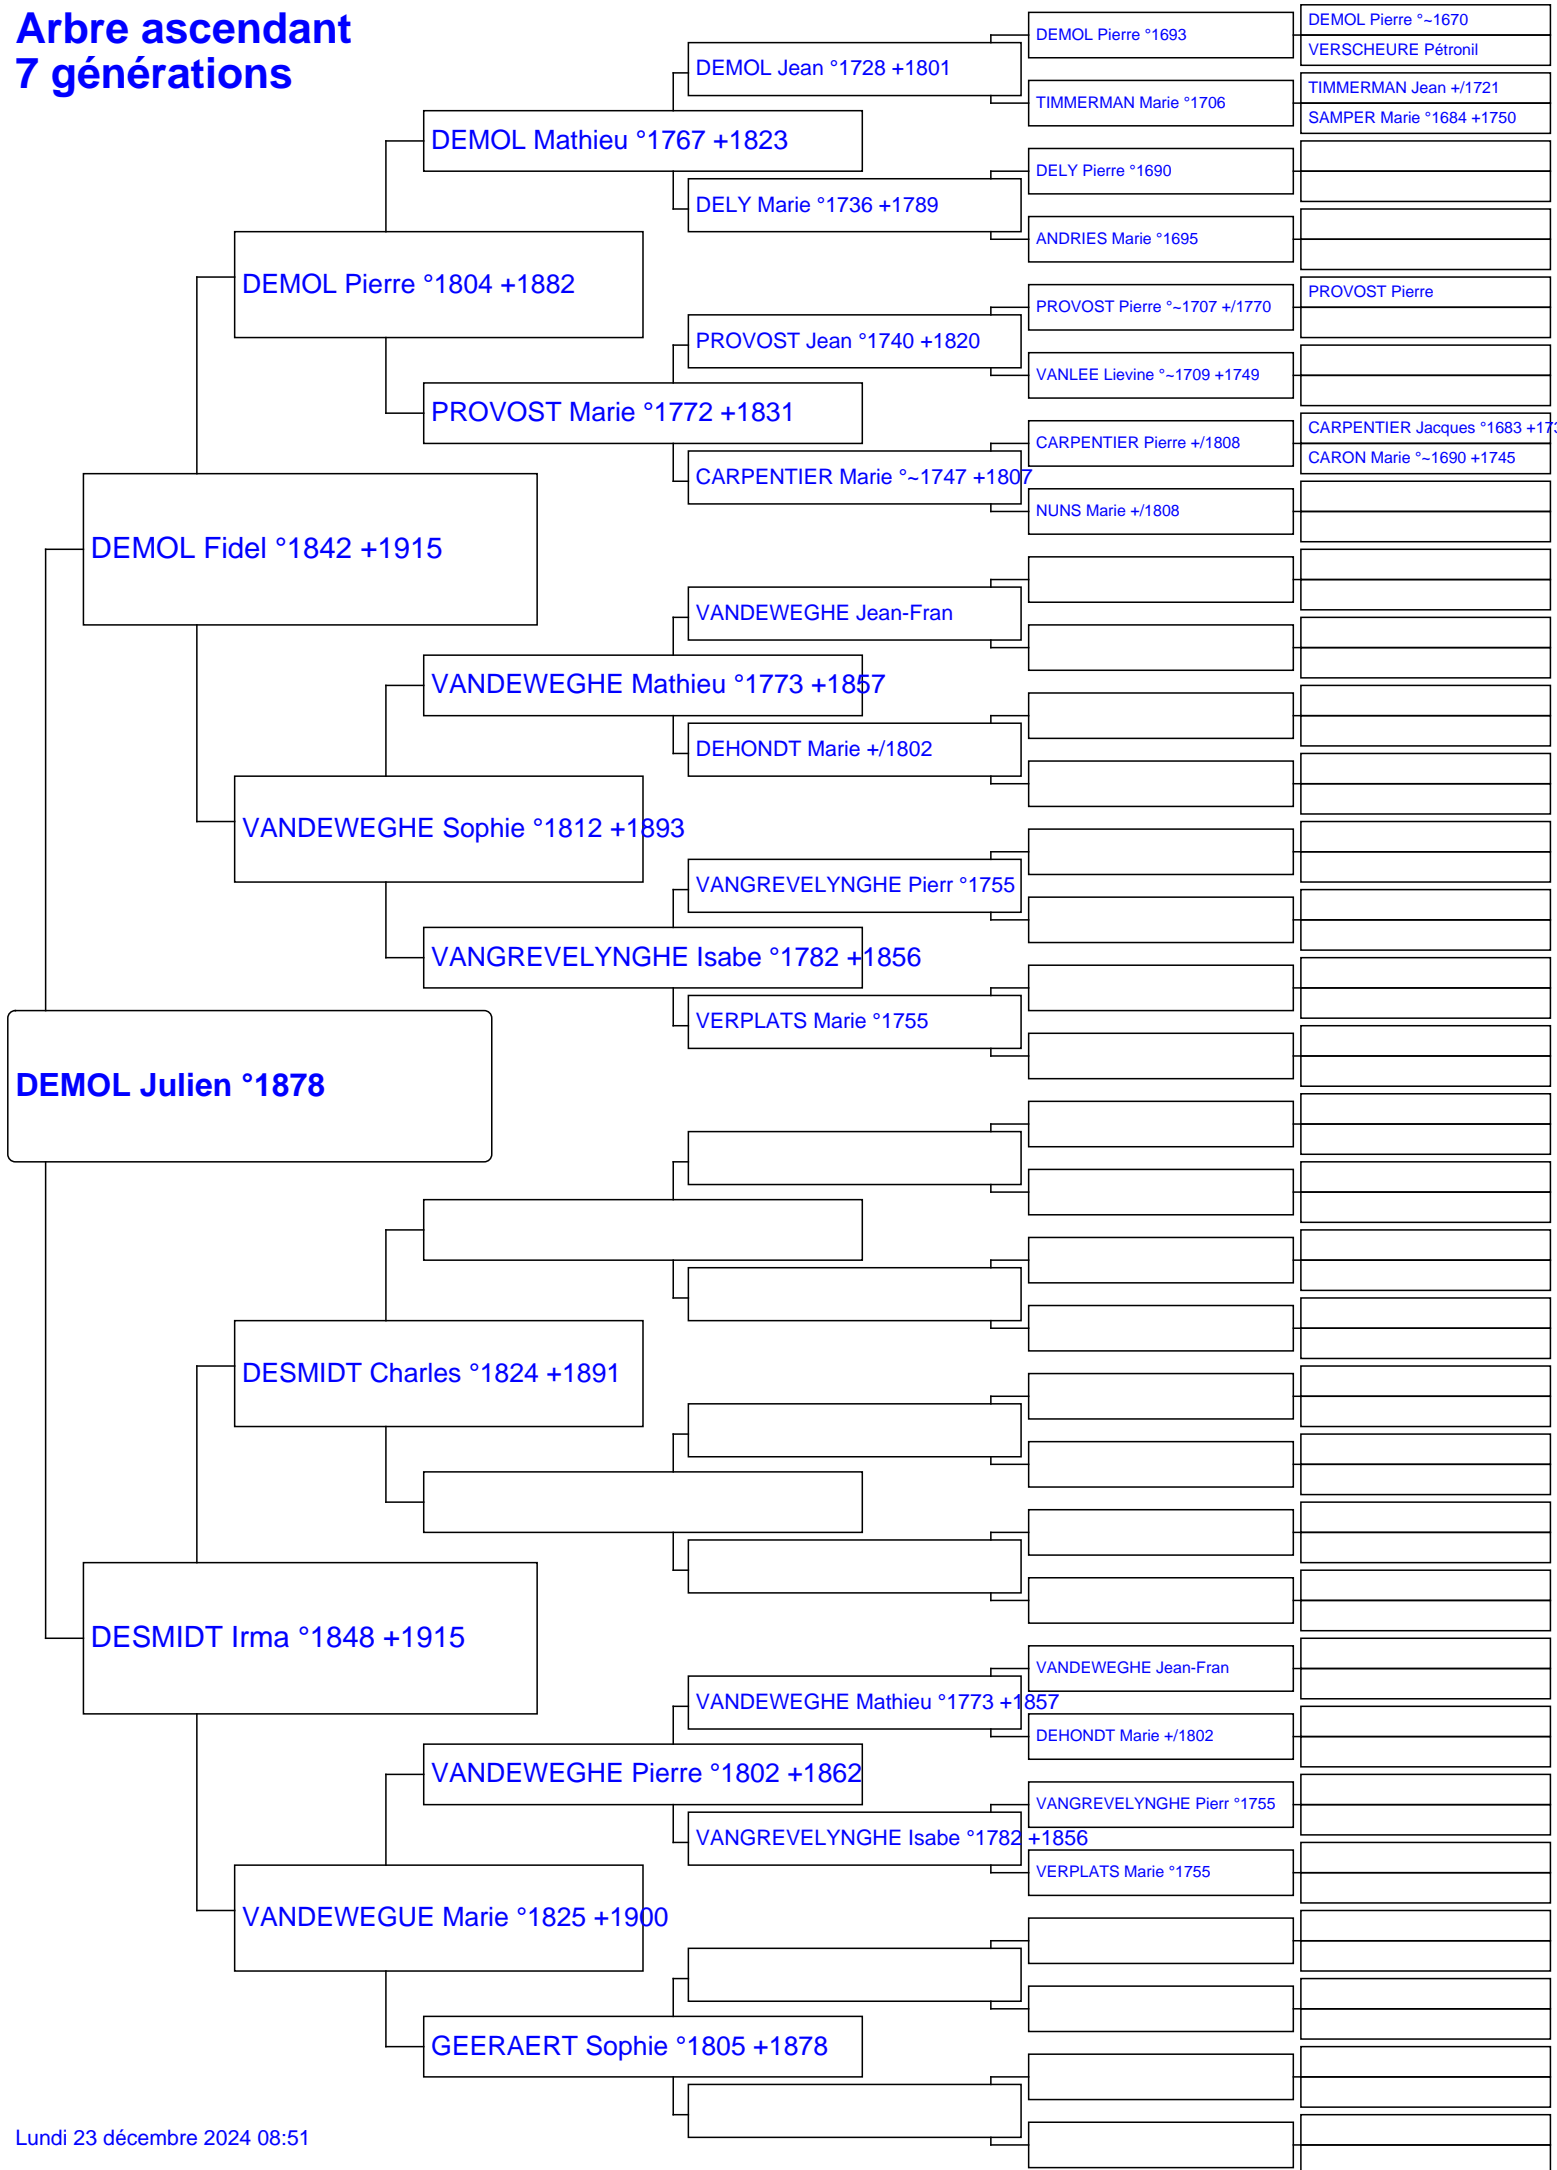 Arbre ascendant
7 générations
DEMOL Julien °1878
DEMOL Fidel °1842 +1915
DESMIDT Irma °1848 +1915
DEMOL Pierre °1804 +1882
VANDEWEGHE Sophie °1812 +1893
DESMIDT Charles °1824 +1891
VANDEWEGUE Marie °1825 +1900
DEMOL Mathieu °1767 +1823
PROVOST Marie °1772 +1831
VANDEWEGHE Mathieu °1773 +1857
VANGREVELYNGHE Isabe °1782 +1856
VANDEWEGHE Pierre °1802 +1862
GEERAERT Sophie °1805 +1878
DEMOL Jean °1728 +1801
DELY Marie °1736 +1789
PROVOST Jean °1740 +1820
CARPENTIER Marie °~1747 +1807
VANDEWEGHE Jean-Fran
DEHONDT Marie +/1802
VANGREVELYNGHE Pierr °1755
VERPLATS Marie °1755
VANDEWEGHE Mathieu °1773 +1857
VANGREVELYNGHE Isabe °1782 +1856
DEMOL Pierre °1693
TIMMERMAN Marie °1706
DELY Pierre °1690
ANDRIES Marie °1695
PROVOST Pierre °~1707 +/1770
VANLEE Lievine °~1709 +1749
CARPENTIER Pierre +/1808
NUNS Marie +/1808
VANDEWEGHE Jean-Fran
DEHONDT Marie +/1802
VANGREVELYNGHE Pierr °1755
VERPLATS Marie °1755
DEMOL Pierre °~1670
VERSCHEURE Pétronil
TIMMERMAN Jean +/1721
SAMPER Marie °1684 +1750
PROVOST Pierre
CARPENTIER Jacques °1683
CARON Marie °~1690 +1745
Lundi 23 décembre 2024 08:51